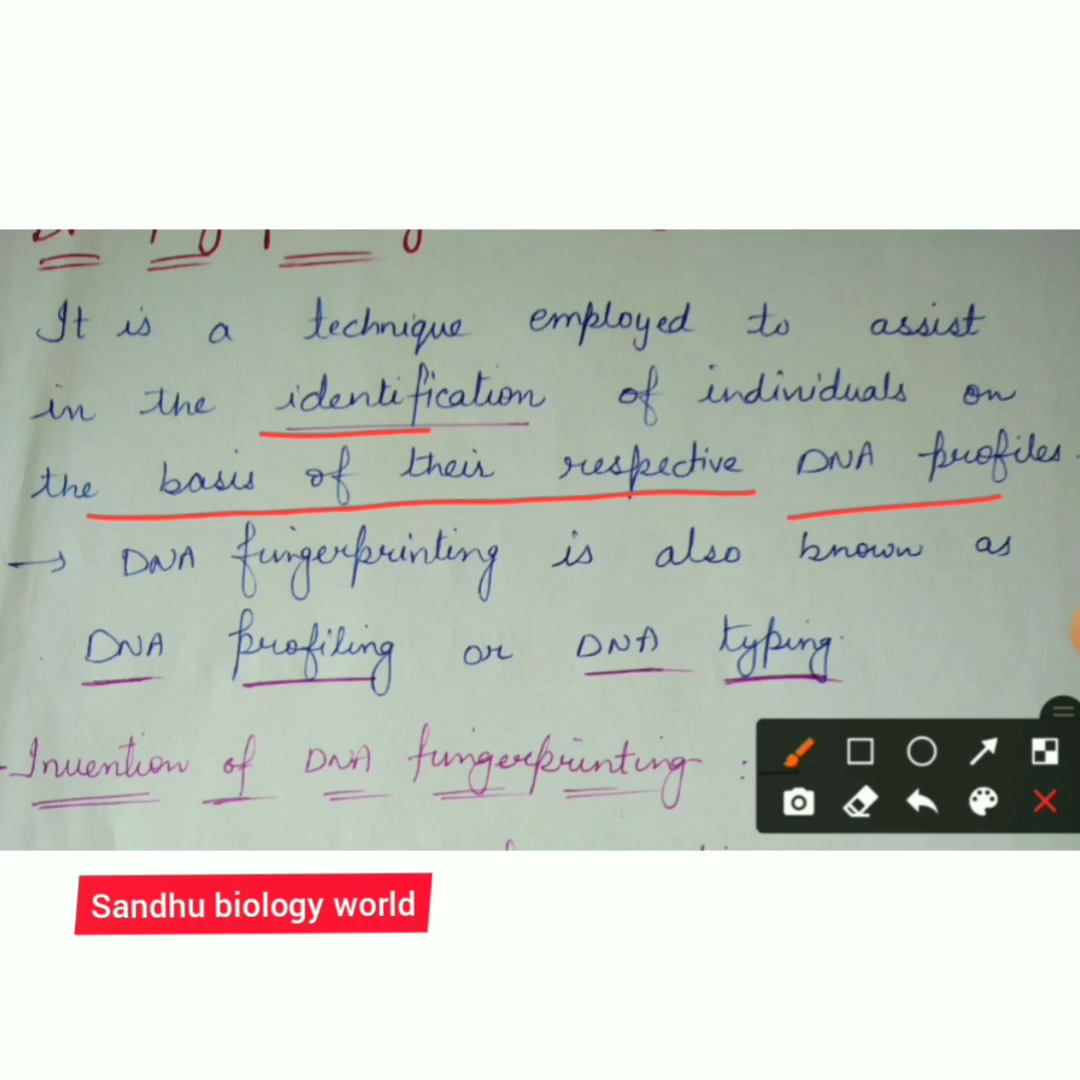 It is a technique employed to assist
in the identification of individuals on
the basis of their respective DNA profiles.
→ DNA fingerprinting is also known as
DNA profiling or DNA typing.
-Invention of DNA fungerprinting :
Sandhu biology world